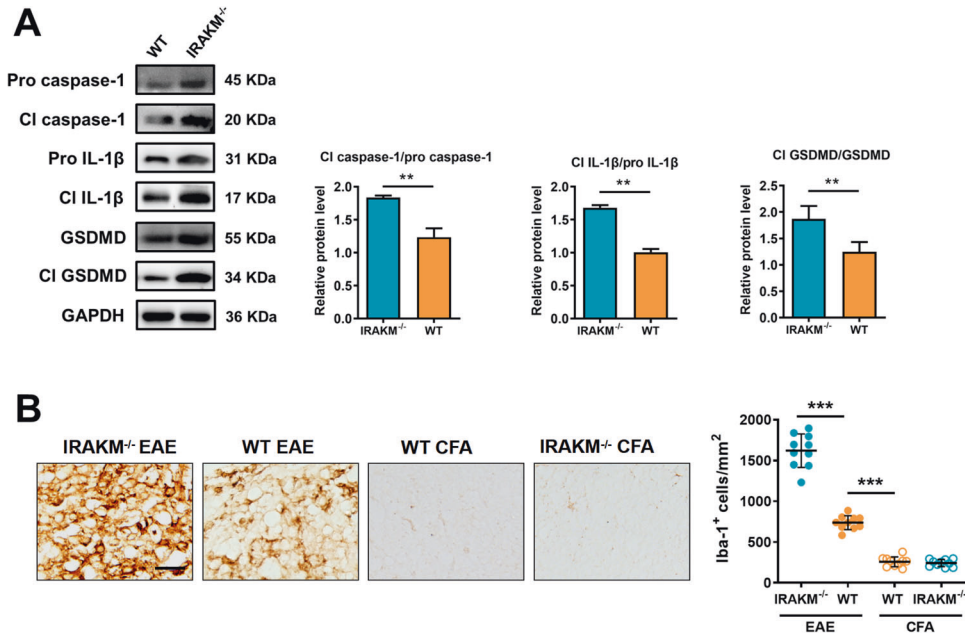 A
WT IRAKM-/-
Pro caspase-1 45 KDa
Cl caspase-1 20 KDa
Pro IL-1β 31 KDa
Cl IL-1β 17 KDa
GSDMD 55 KDa
Cl GSDMD 34 KDa
GAPDH 36 KDa
Cl caspase-1/pro caspase-1
**
Relative protein level
2.0
1.5
1.0
0.5
0.0
IRAKM-/- WT
Cl IL-1β/pro IL-1β
**
Relative protein level
2.0
1.5
1.0
0.5
0.0
IRAKM-/- WT
Cl GSDMD/GSDMD
**
Relative protein level
2.5
2.0
1.5
1.0
0.5
0.0
IRAKM-/- WT
B
IRAKM-/- EAE WT EAE WT CFA IRAKM-/- CFA
***
***
Iba-1+ cells/mm2
2000
1500
1000
500
0
IRAKM-/- WT WT IRAKM-/-
EAE CFA